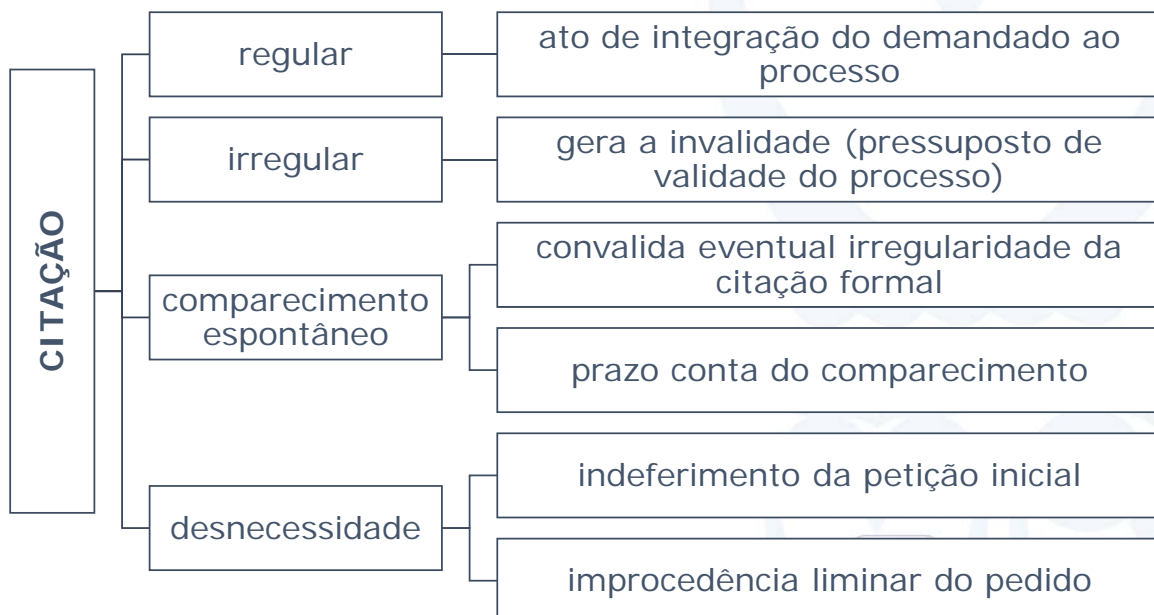 CITAÇÃO
regular
ato de integração do demandado ao
processo
irregular
gera a invalidade (pressuposto de
validade do processo)
comparecimento
espontâneo
convalida eventual irregularidade da
citação formal
prazo conta do comparecimento
desnecessidade
indeferimento da petição inicial
improcedência liminar do pedido